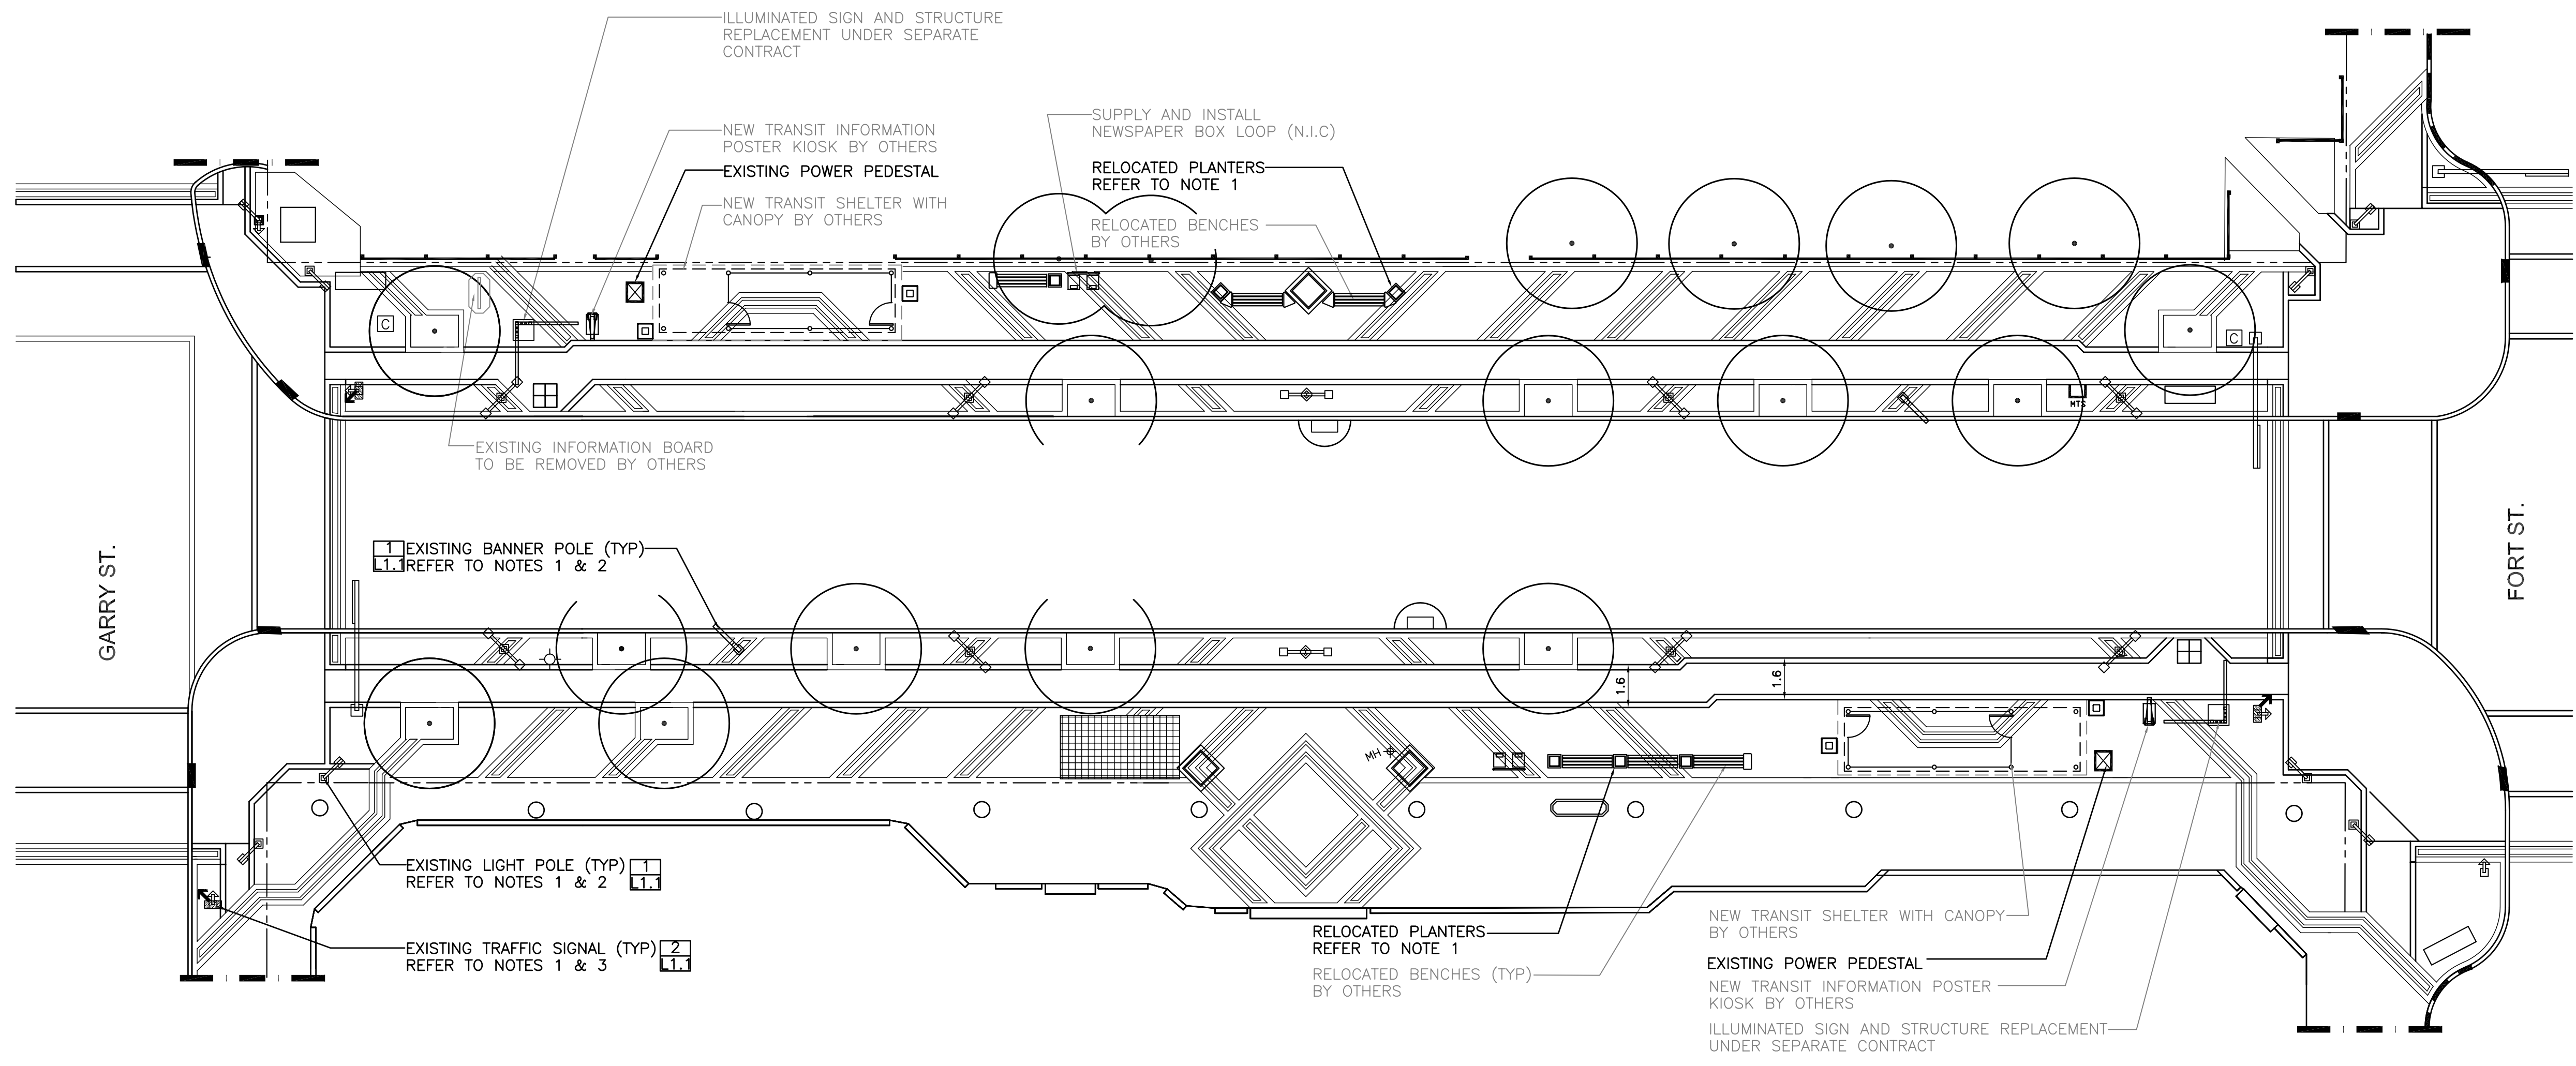 ILLUMINATED SIGN AND STRUCTURE
REPLACEMENT UNDER SEPARATE
CONTRACT
NEW TRANSIT INFORMATION
POSTER KIOSK BY OTHERS
EXISTING POWER PEDESTAL
NEW TRANSIT SHELTER WITH
CANOPY BY OTHERS
SUPPLY AND INSTALL
NEWSPAPER BOX LOOP (N.I.C)
RELOCATED PLANTERS
REFER TO NOTE 1
RELOCATED BENCHES
BY OTHERS
C
C
MTS
EXISTING INFORMATION BOARD
TO BE REMOVED BY OTHERS
GARRY ST.
FORT ST.
1
L1.1
EXISTING BANNER POLE (TYP)
REFER TO NOTES 1 & 2
1.6
1.6
MH
EXISTING LIGHT POLE (TYP)
REFER TO NOTES 1 & 2
1
L1.1
EXISTING TRAFFIC SIGNAL (TYP)
REFER TO NOTES 1 & 3
2
L1.1
RELOCATED PLANTERS
REFER TO NOTE 1
RELOCATED BENCHES (TYP)
BY OTHERS
NEW TRANSIT SHELTER WITH CANOPY
BY OTHERS
EXISTING POWER PEDESTAL
NEW TRANSIT INFORMATION POSTER
KIOSK BY OTHERS
ILLUMINATED SIGN AND STRUCTURE REPLACEMENT
UNDER SEPARATE CONTRACT